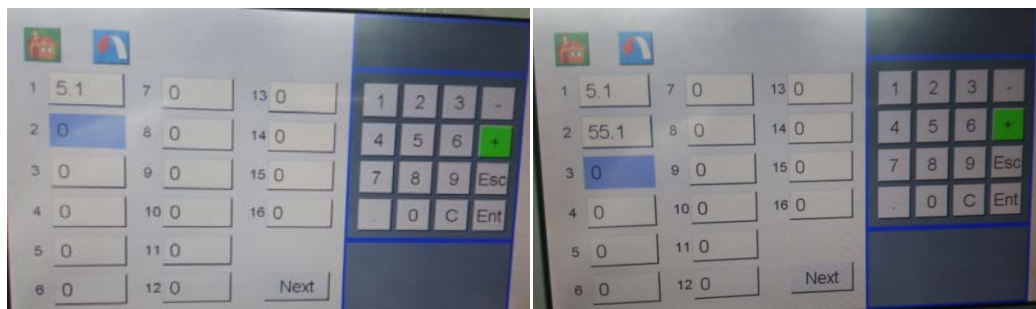 1 5.1 7 0 13 0 1 2 3 -
2 0 8 0 14 0 4 5 6 +
3 0 9 0 15 0 7 8 9 Esc
4 0 10 0 16 0 . 0 C Ent
5 0 11 0
6 0 12 0 Next
1 5.1 7 0 13 0 1 2 3 -
2 55.1 8 0 14 0 4 5 6 +
3 0 9 0 15 0 7 8 9 Esc
4 0 10 0 16 0 . 0 C Ent
5 0 11 0
6 0 12 0 Next